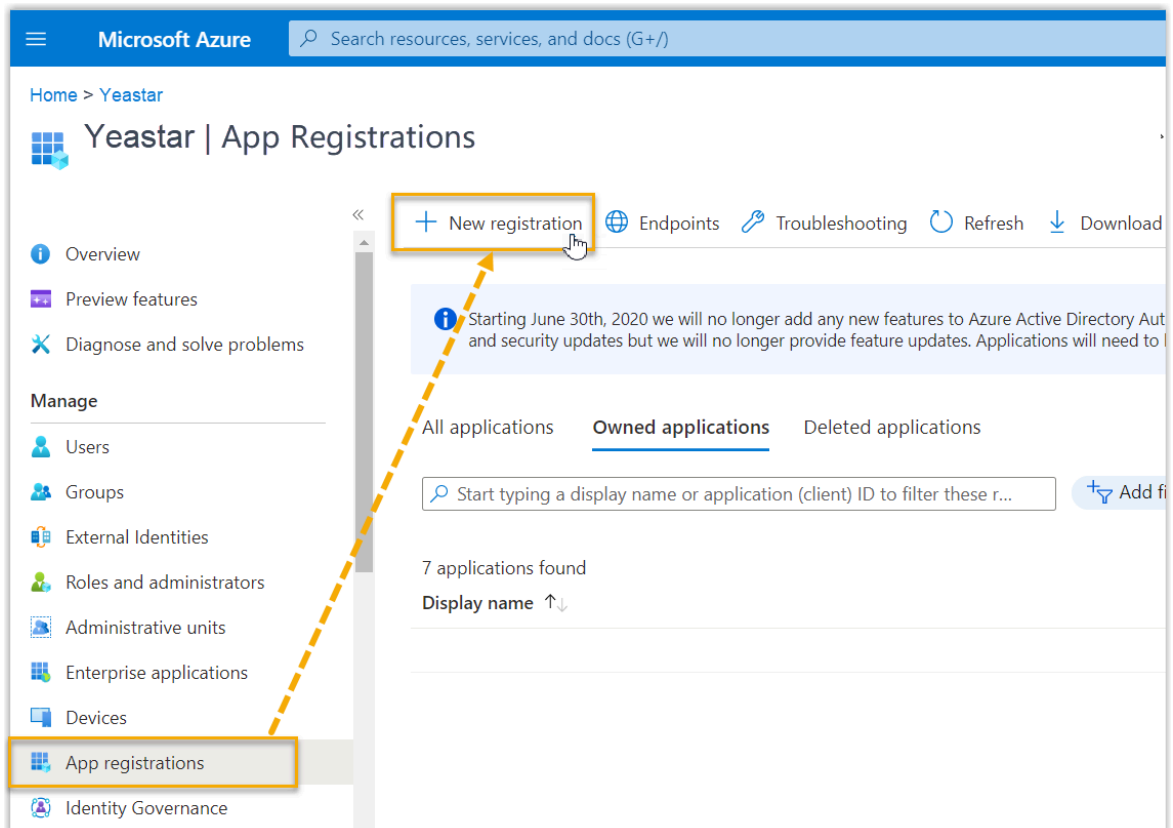 Microsoft Azure
Search resources, services, and docs (G+/)
Home > Yeastar
Yeastar | App Registrations
«
Overview
Preview features
Diagnose and solve problems
Manage
Users
Groups
External Identities
Roles and administrators
Administrative units
Enterprise applications
Devices
App registrations
Identity Governance
+ New registration
Endpoints
Troubleshooting
Refresh
Download
Starting June 30th, 2020 we will no longer add any new features to Azure Active Directory Aut
and security updates but we will no longer provide feature updates. Applications will need to
All applications
Owned applications
Deleted applications
Start typing a display name or application (client) ID to filter these r...
Add fi
7 applications found
Display name ↑↓